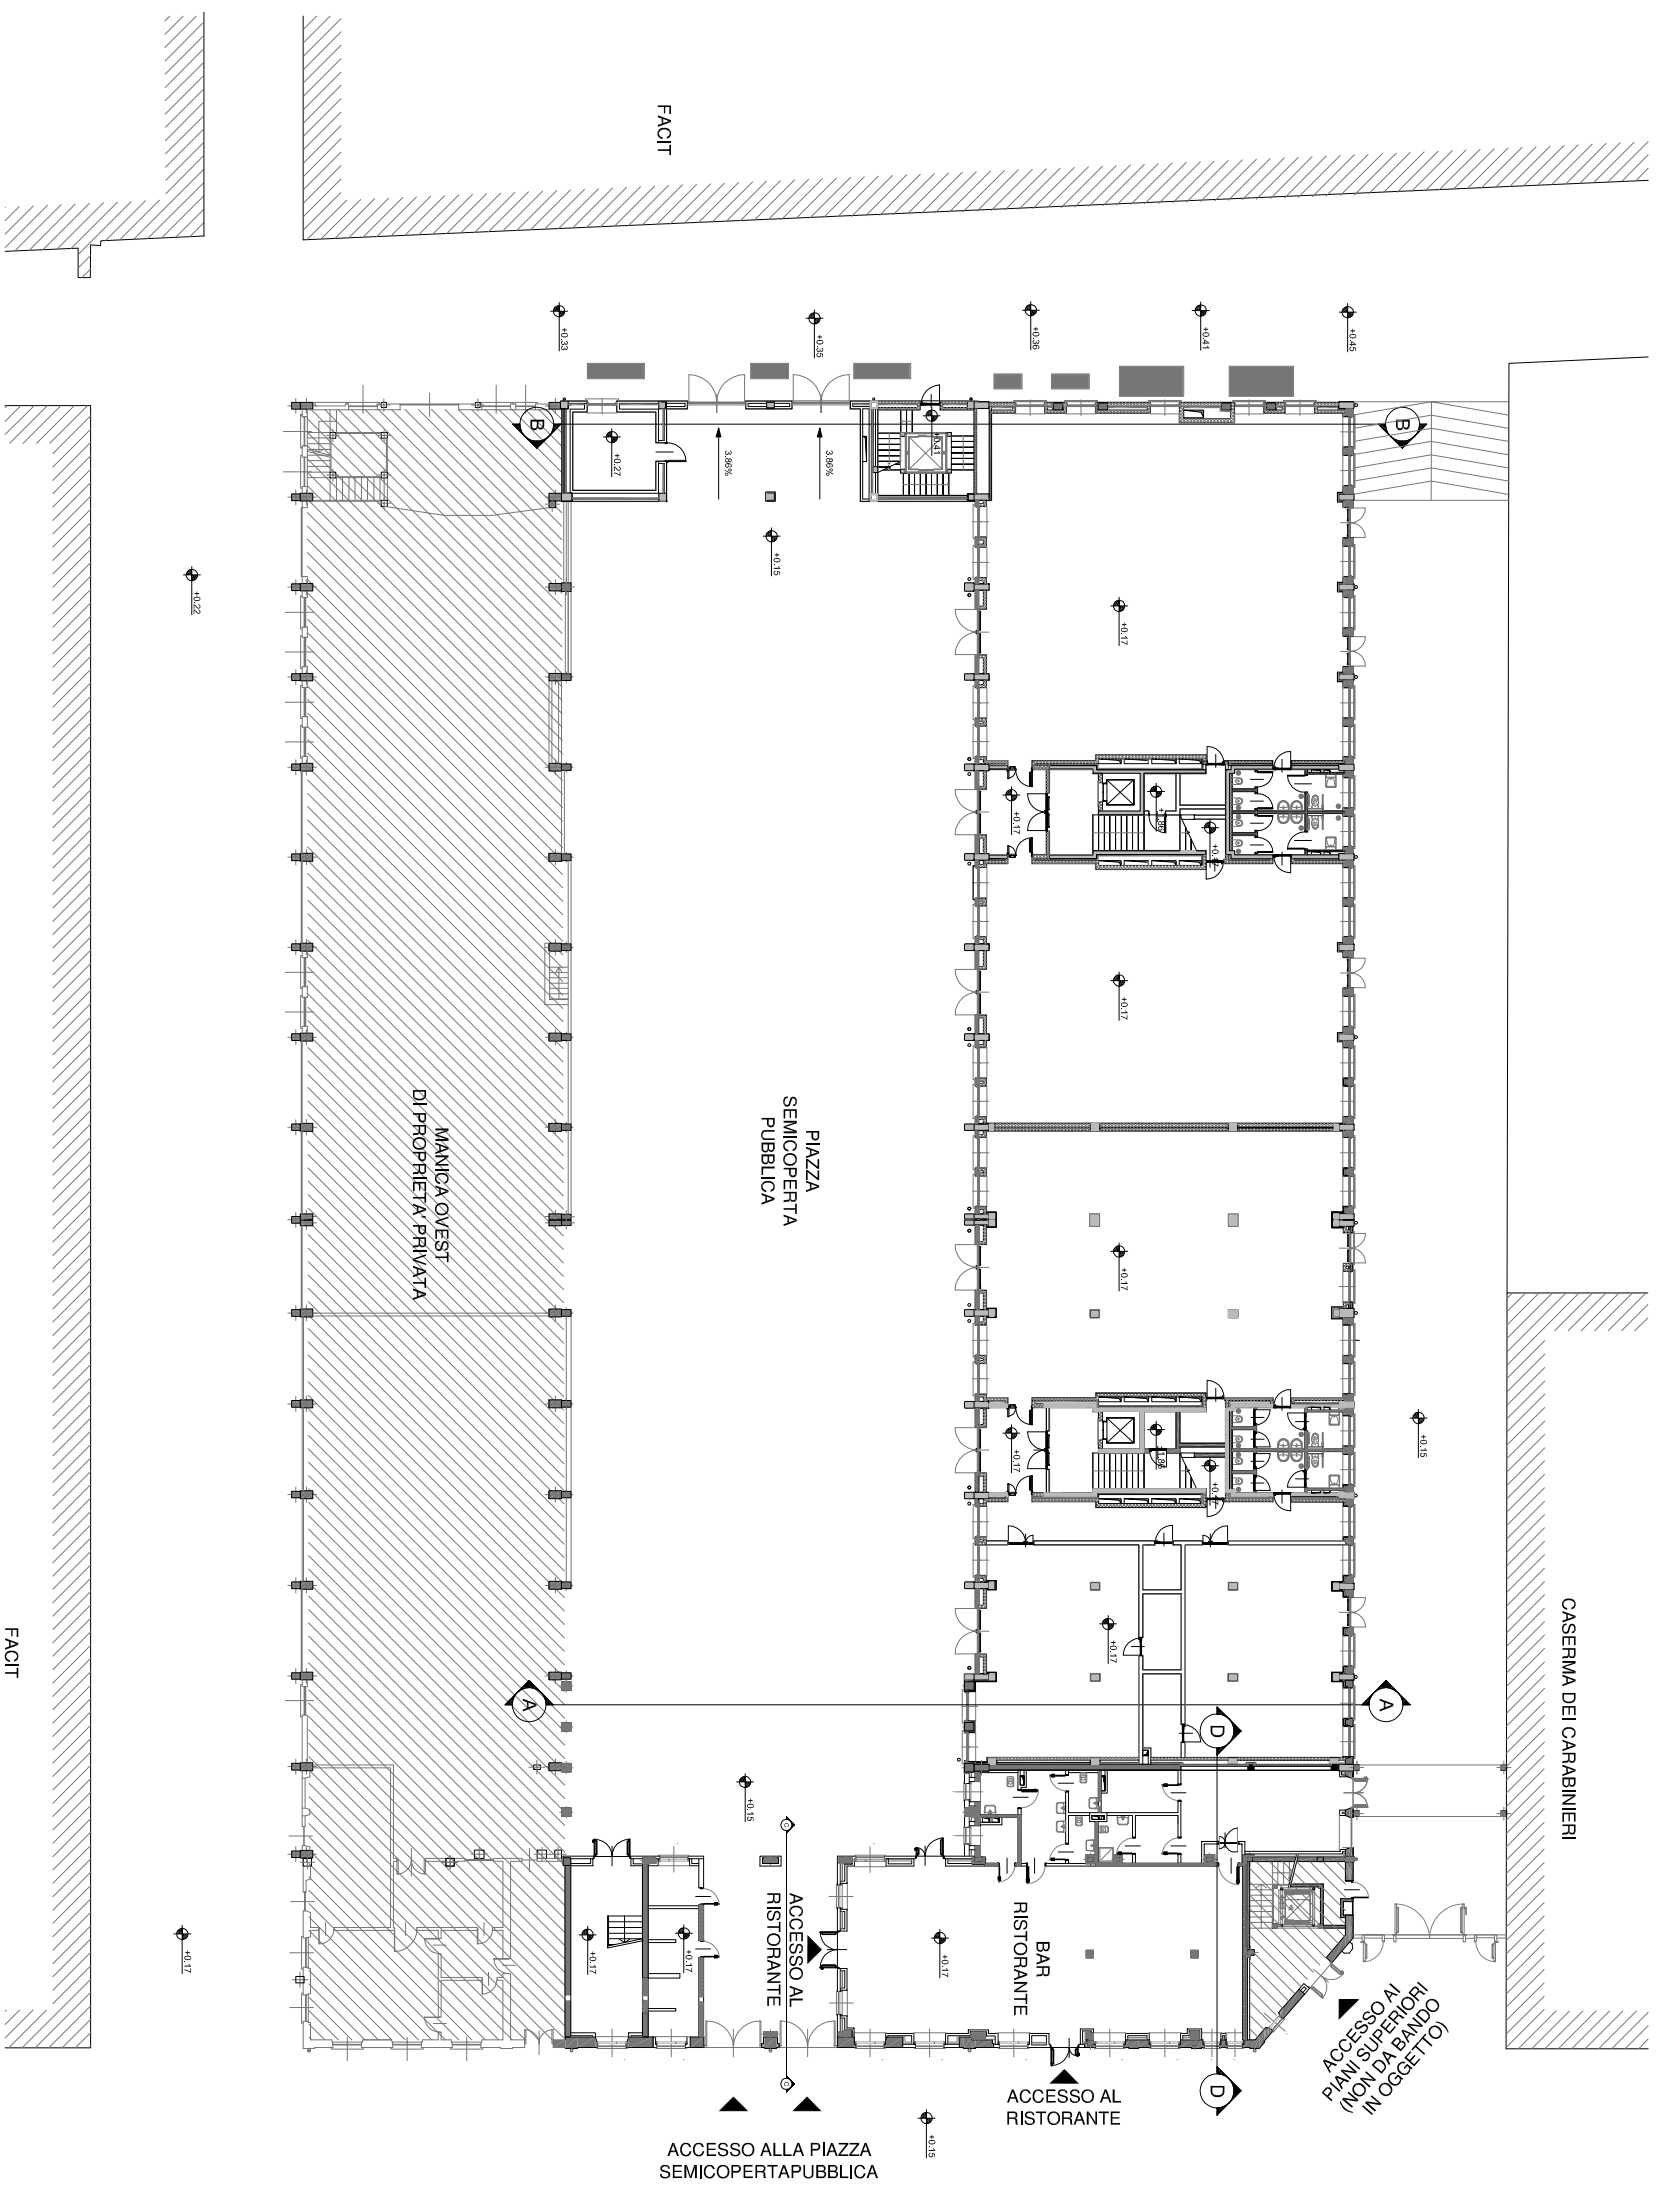 FACIT
+0.33
+0.35
+0.36
+0.41
+0.45
B
B
+0.41
+0.27
3.86%
3.86%
+0.15
+0.22
+0.17
+0.17
+0.17
PIAZZA
SEMICOPERTA
PUBBLICA
MANICA OVEST
DI PROPRIETA' PRIVATA
+0.17
+0.17
+0.15
FACIT
CASERMA DEI CARABINIERI
+0.17
A
A
D
+0.15
C
ACCESSO AL
RISTORANTE
BAR
RISTORANTE
+0.17
+0.17
+0.17
+0.17
ACCESSO AI
PIANI SUPERIORI
(NON DA BANDO
IN OGGETTO)
C
D
ACCESSO AL
RISTORANTE
+0.15
ACCESSO ALLA PIAZZA
SEMICOPERTAPUBBLICA